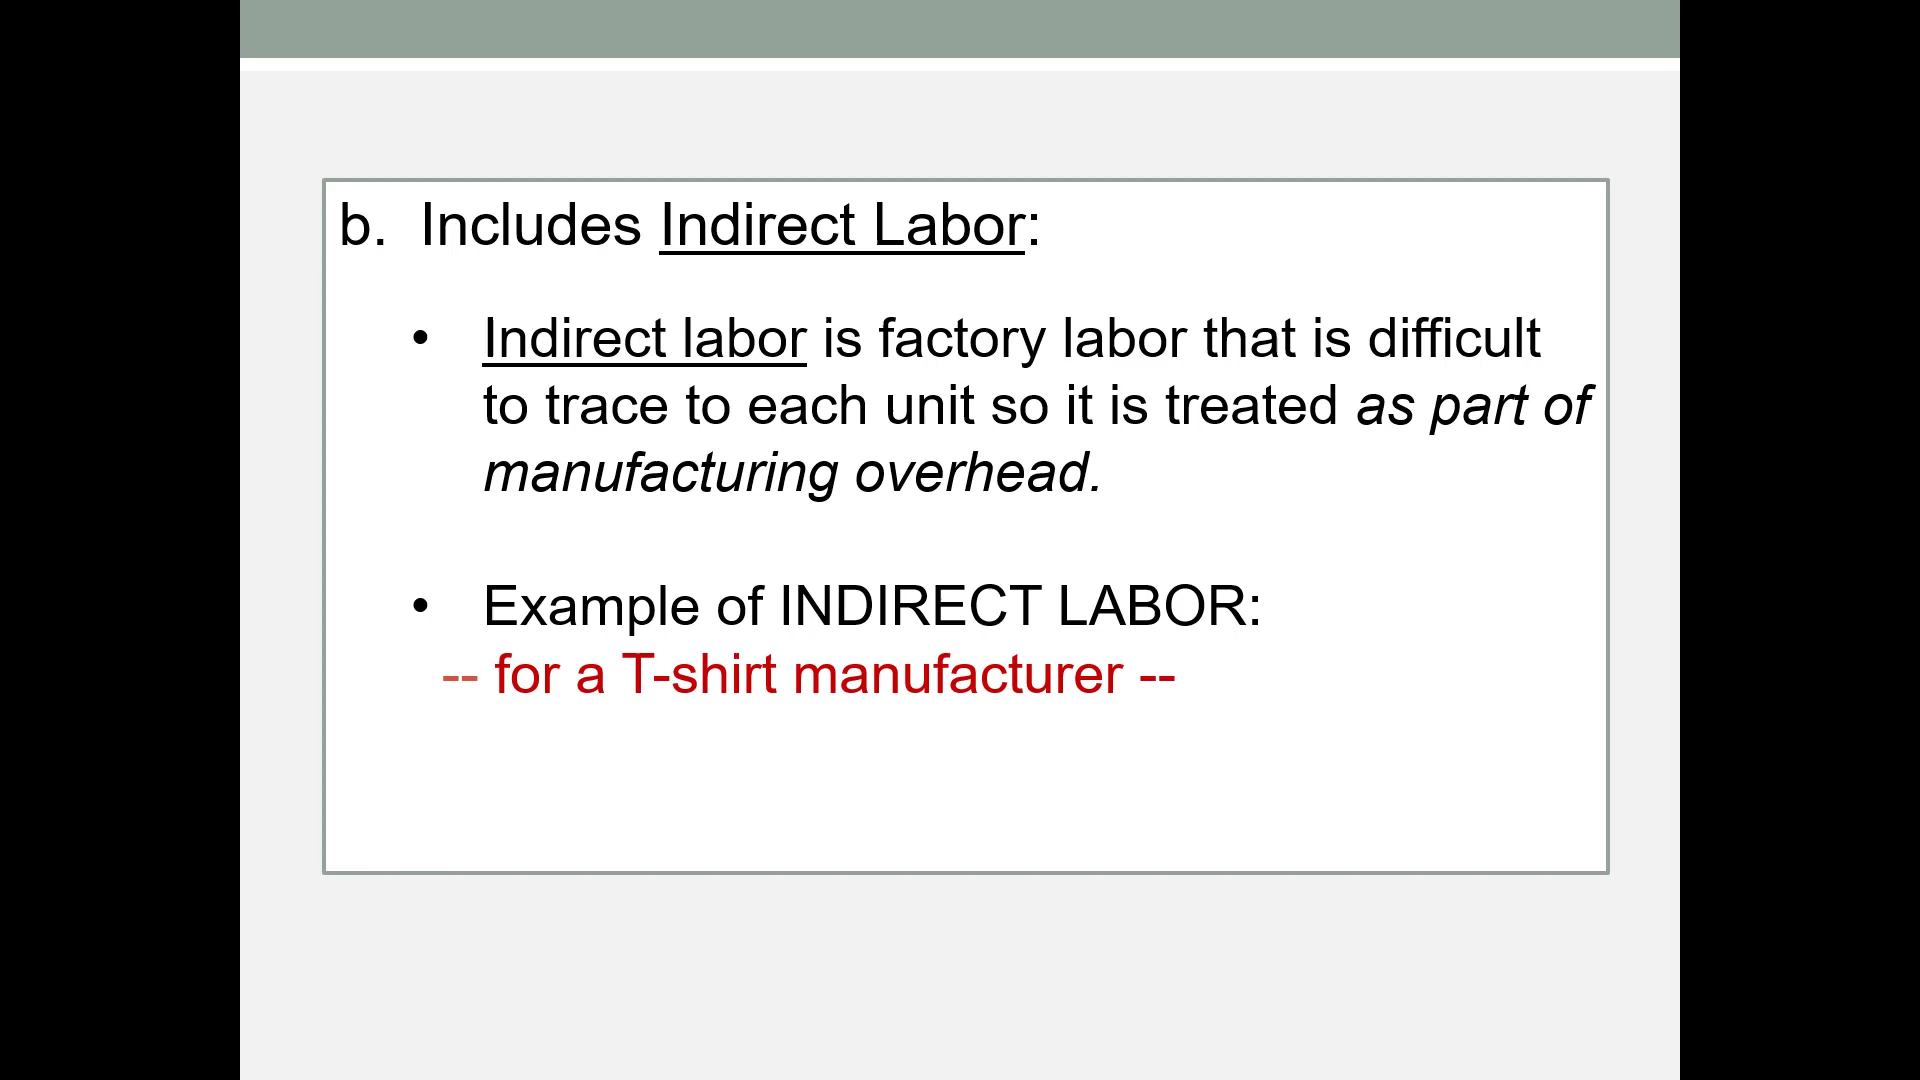 b. Includes Indirect Labor:
• Indirect labor is factory labor that is difficult
to trace to each unit so it is treated as part of
manufacturing overhead.
• Example of INDIRECT LABOR:
-- for a T-shirt manufacturer --